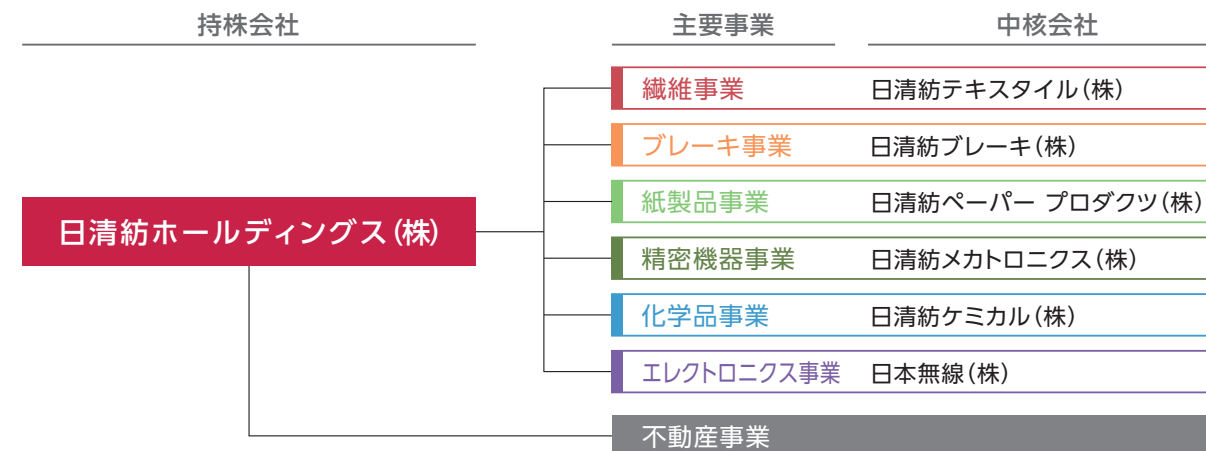 持株会社 主要事業 中核会社
繊維事業 日清紡テキスタイル(株)
ブレーキ事業 日清紡ブレーキ(株)
紙製品事業 日清紡ペーパー プロダクツ(株)
日清紡ホールディングス(株)
精密機器事業 日清紡メカトロニクス(株)
化学品事業 日清紡ケミカル(株)
エレクトロニクス事業 日本無線(株)
不動産事業